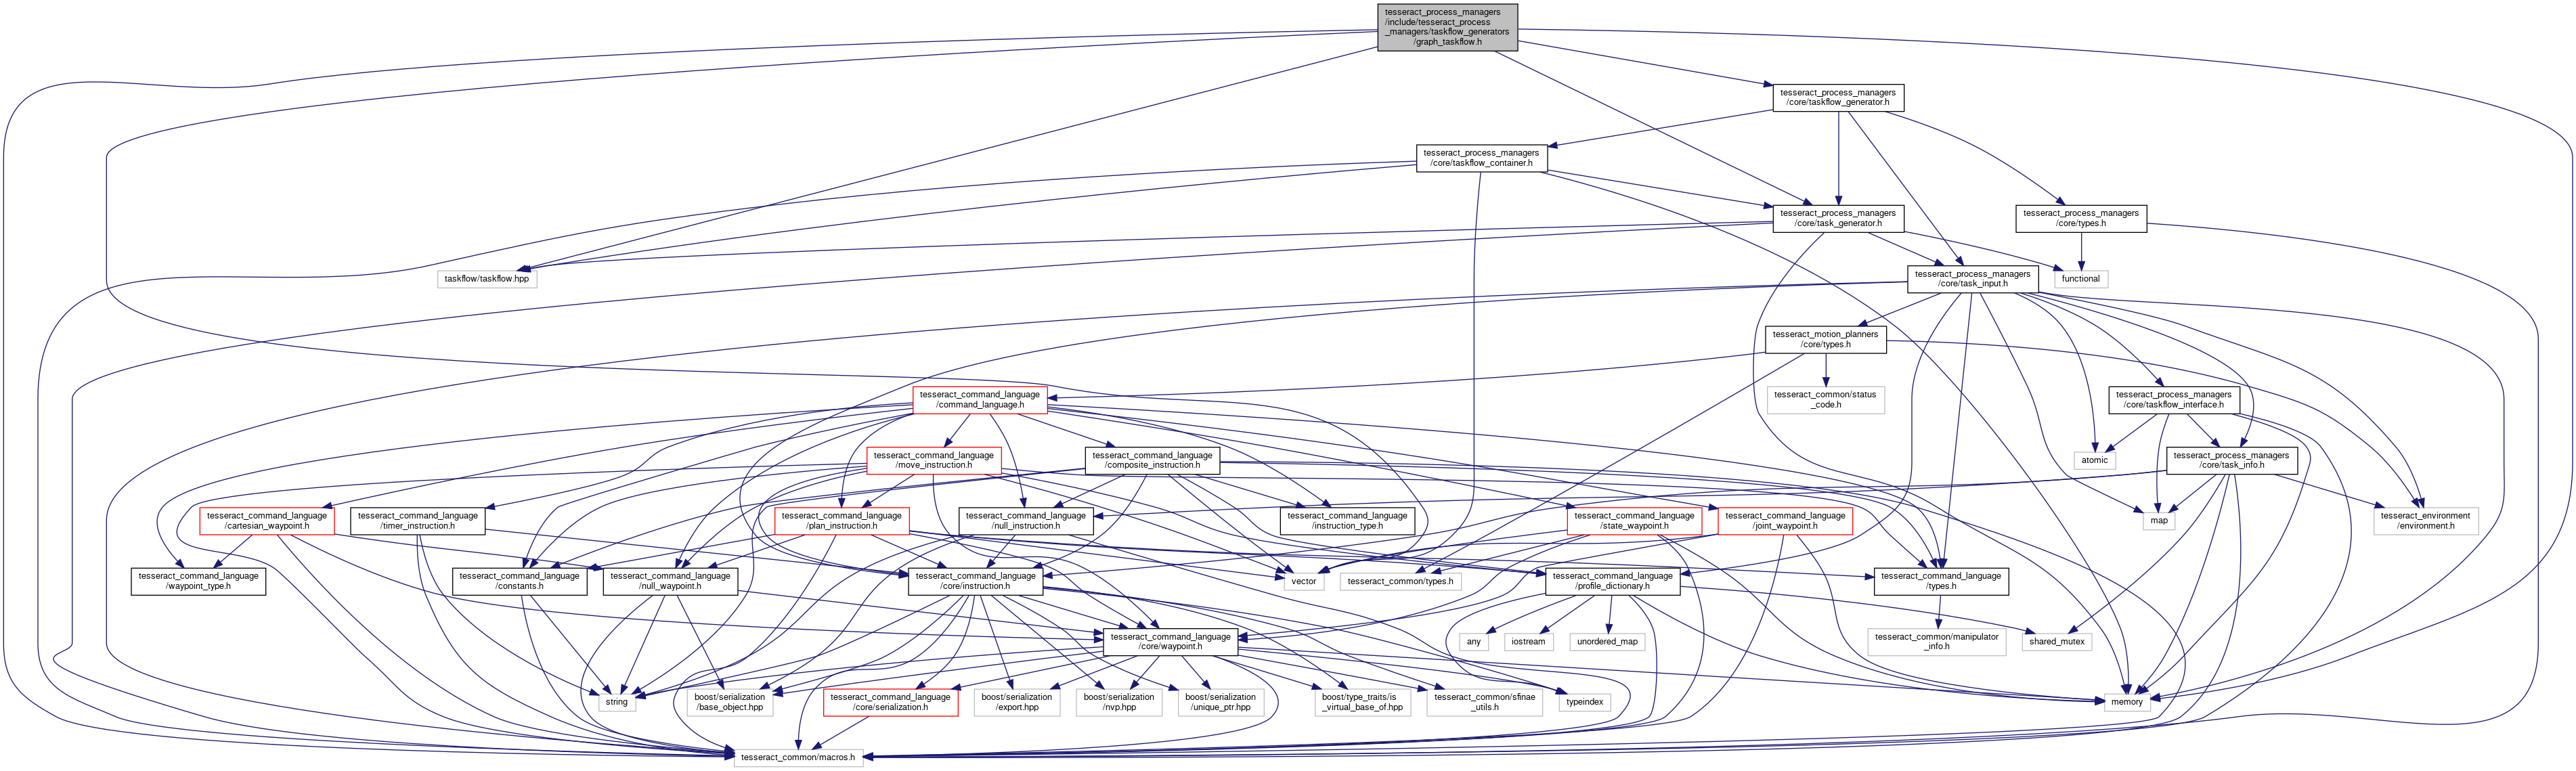 tesseract_process_managers
/include/tesseract_process
_managers/taskflow_generators
/graph_taskflow.h
tesseract_process_managers
/core/taskflow_generator.h
tesseract_process_managers
/core/taskflow_container.h
tesseract_process_managers
/core/task_generator.h
tesseract_process_managers
/core/types.h
taskflow/taskflow.hpp
tesseract_process_managers
/core/task_input.h
functional
tesseract_motion_planners
/core/types.h
tesseract_command_language
/command_language.h
tesseract_common/status
_code.h
tesseract_process_managers
/core/taskflow_interface.h
tesseract_command_language
/move_instruction.h
tesseract_command_language
/composite_instruction.h
atomic
tesseract_process_managers
/core/task_info.h
tesseract_command_language
/cartesian_waypoint.h
tesseract_command_language
/timer_instruction.h
tesseract_command_language
/plan_instruction.h
tesseract_command_language
/null_instruction.h
tesseract_command_language
/instruction_type.h
tesseract_command_language
/state_waypoint.h
tesseract_command_language
/joint_waypoint.h
map
tesseract_environment
/environment.h
tesseract_command_language
/waypoint_type.h
tesseract_command_language
/constants.h
tesseract_command_language
/null_waypoint.h
tesseract_command_language
/core/instruction.h
vector
tesseract_common/types.h
tesseract_command_language
/profile_dictionary.h
tesseract_command_language
/types.h
tesseract_command_language
/core/waypoint.h
any
iostream
unordered_map
tesseract_common/manipulator
_info.h
shared_mutex
string
boost/serialization
/base_object.hpp
tesseract_command_language
/core/serialization.h
boost/serialization
/export.hpp
boost/serialization
/nvp.hpp
boost/serialization
/unique_ptr.hpp
boost/type_traits/is
_virtual_base_of.hpp
tesseract_common/sfinae
_utils.h
typeindex
memory
tesseract_common/macros.h